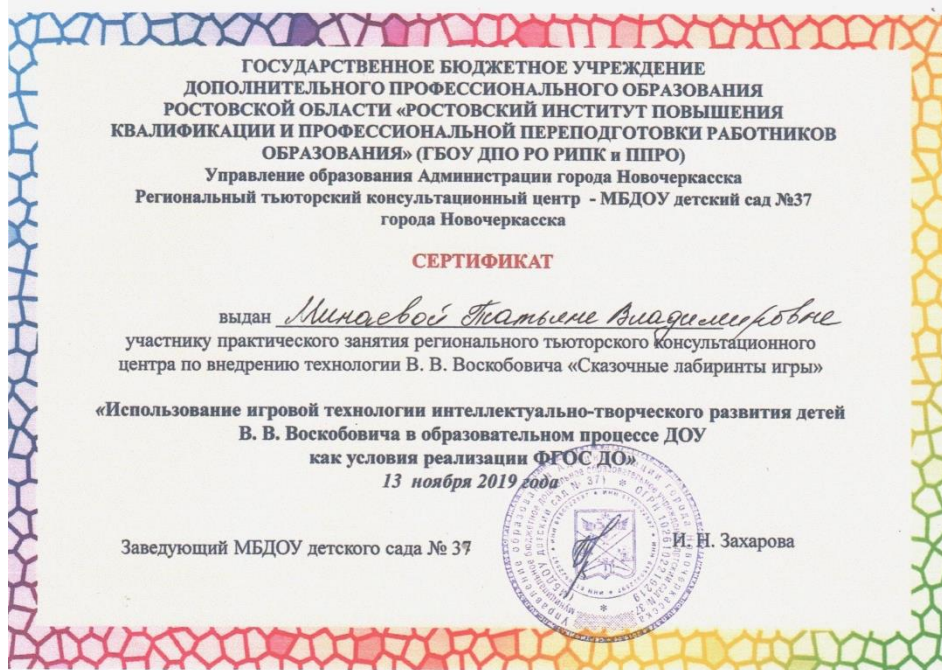 ГОСУДАРСТВЕННОЕ БЮДЖЕТНОЕ УЧРЕЖДЕНИЕ
ДОПОЛНИТЕЛЬНОГО ПРОФЕССИОНАЛЬНОГО ОБРАЗОВАНИЯ
РОСТОВСКОЙ ОБЛАСТИ «РОСТОВСКИЙ ИНСТИТУТ ПОВЫШЕНИЯ
КВАЛИФИКАЦИИ И ПРОФЕССИОНАЛЬНОЙ ПЕРЕПОДГОТОВКИ РАБОТНИКОВ
ОБРАЗОВАНИЯ» (ГБОУ ДПО РО РИПК и ППРО)
Управление образования Администрации города Новочеркасска
Региональный тьюторский консультационный центр - МБДОУ детский сад №37
города Новочеркасска
СЕРТИФИКАТ
выдан Минаевой Татьяне Владимировне
участнику практического занятия регионального тьюторского консультационного
центра по внедрению технологии В. В. Воскобовича «Сказочные лабиринты игры»
«Использование игровой технологии интеллектуально-творческого развития детей
В. В. Воскобовича в образовательном процессе ДОУ
как условия реализации ФГОС ДО»
13 ноября 2019 года
Заведующий МБДОУ детского сада № 37
И. Н. Захарова